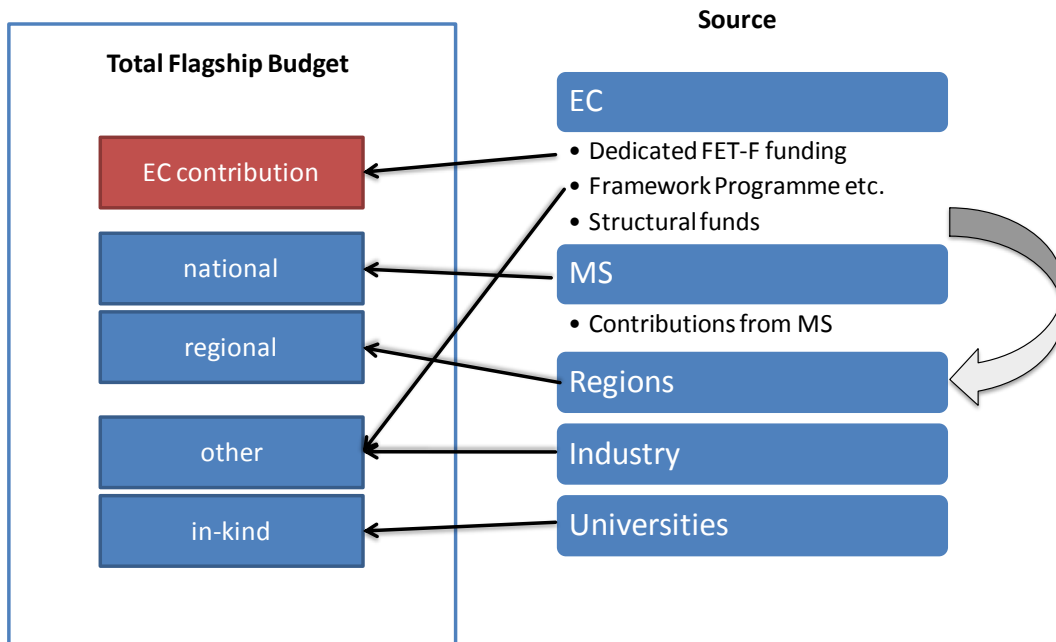 Source
Total Flagship Budget
EC
EC contribution
• Dedicated FET-F funding
• Framework Programme etc.
• Structural funds
national
MS
• Contributions from MS
regional
Regions
other
Industry
in-kind
Universities